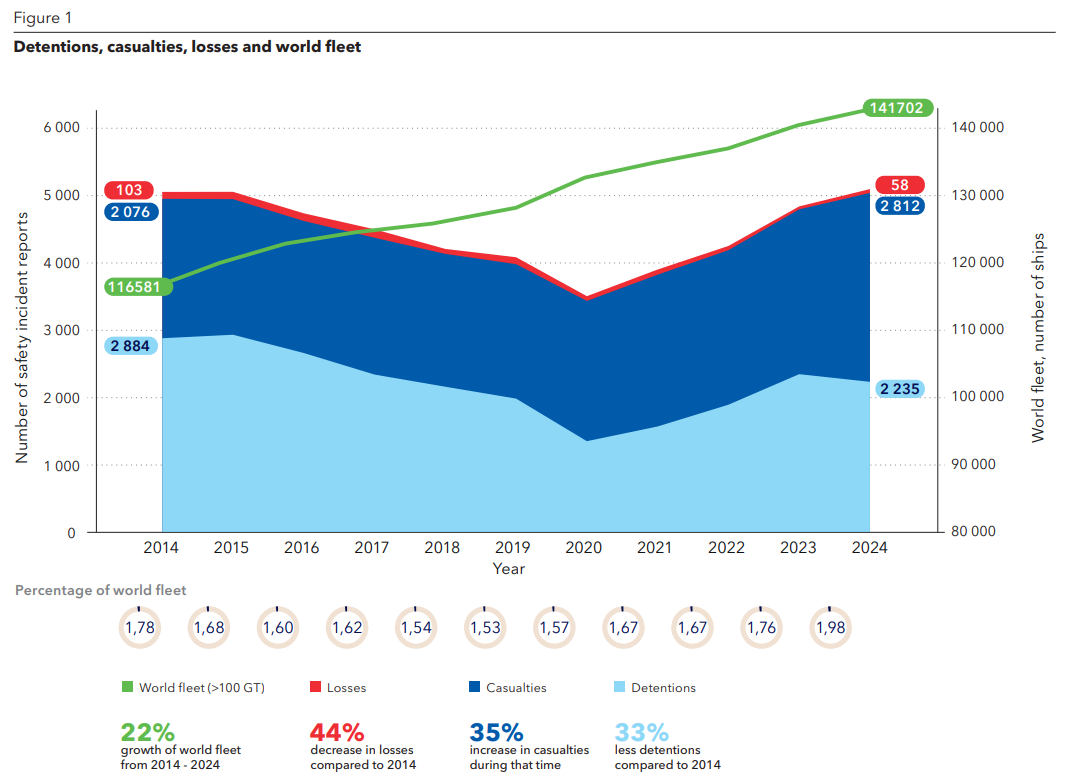 Figure 1
Detentions, casualties, losses and world fleet
Number of safety incident reports
6 000
5 000
4 000
3 000
2 000
1 000
0
103
2 076
116581
2 884
141702
58
2 812
2 235
140 000
130 000
120 000
110 000
100 000
90 000
80 000
World fleet, number of ships
2014 2015 2016 2017 2018 2019 2020 2021 2022 2023 2024
Year
Percentage of world fleet
1,78 1,68 1,60 1,62 1,54 1,53 1,57 1,67 1,67 1,76 1,98
World fleet (>100 GT) Losses Casualties Detentions
22% 44% 35% 33%
growth of world fleet decrease in losses increase in casualties less detentions
from 2014 - 2024 compared to 2014 during that time compared to 2014